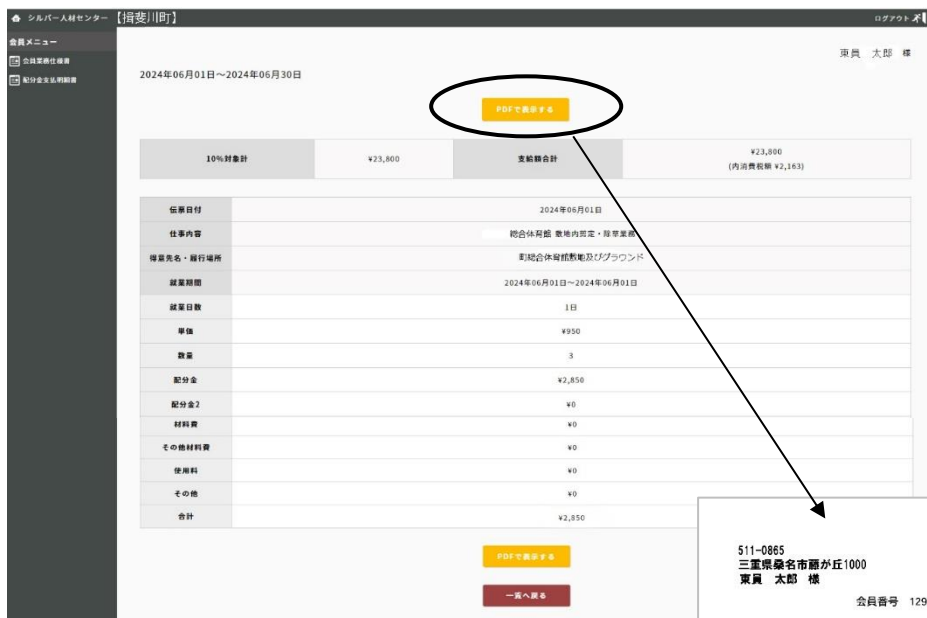 シルバー人材センター 【揖斐川町】 ログアウト
会員メニュー
会員業務仕様書
配分金支払明細書
東員 太郎 様
2024年06月01日～2024年06月30日
PDFで表示する
10%対象計 ¥23,800 支給額合計 ¥23,800
(内消費税額 ¥2,163)
伝票日付 2024年06月01日
仕事内容 総合体育館 敷地内剪定・除草業務
得意先名・履行場所 町総合体育館敷地及びグラウンド
就業期間 2024年06月01日～2024年06月01日
就業日数 1日
単価 ¥950
数量 3
配分金 ¥2,850
配分金2 ¥0
材料費 ¥0
その他材料費 ¥0
使用料 ¥0
その他 ¥0
合計 ¥2,850
PDFで表示する
一覧へ戻る
511-0865
三重県桑名市藤が丘1000
東員 太郎 様
会員番号 129